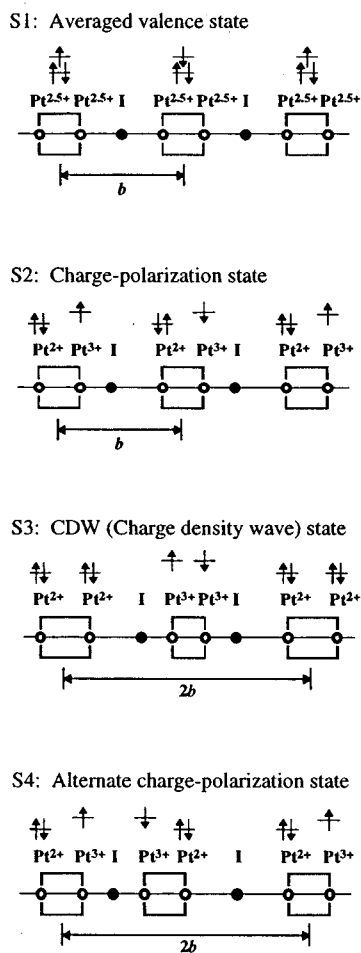 S1: Averaged valence state
Pt2.5+ Pt2.5+ I Pt2.5+ Pt2.5+ I Pt2.5+ Pt2.5+
b
S2: Charge-polarization state
Pt2+ Pt3+ I Pt2+ Pt3+ I Pt2+ Pt3+
b
S3: CDW (Charge density wave) state
Pt2+ Pt2+ I Pt3+ Pt3+ I Pt2+ Pt2+
2b
S4: Alternate charge-polarization state
Pt2+ Pt3+ I Pt3+ Pt2+ I Pt2+ Pt3+
2b